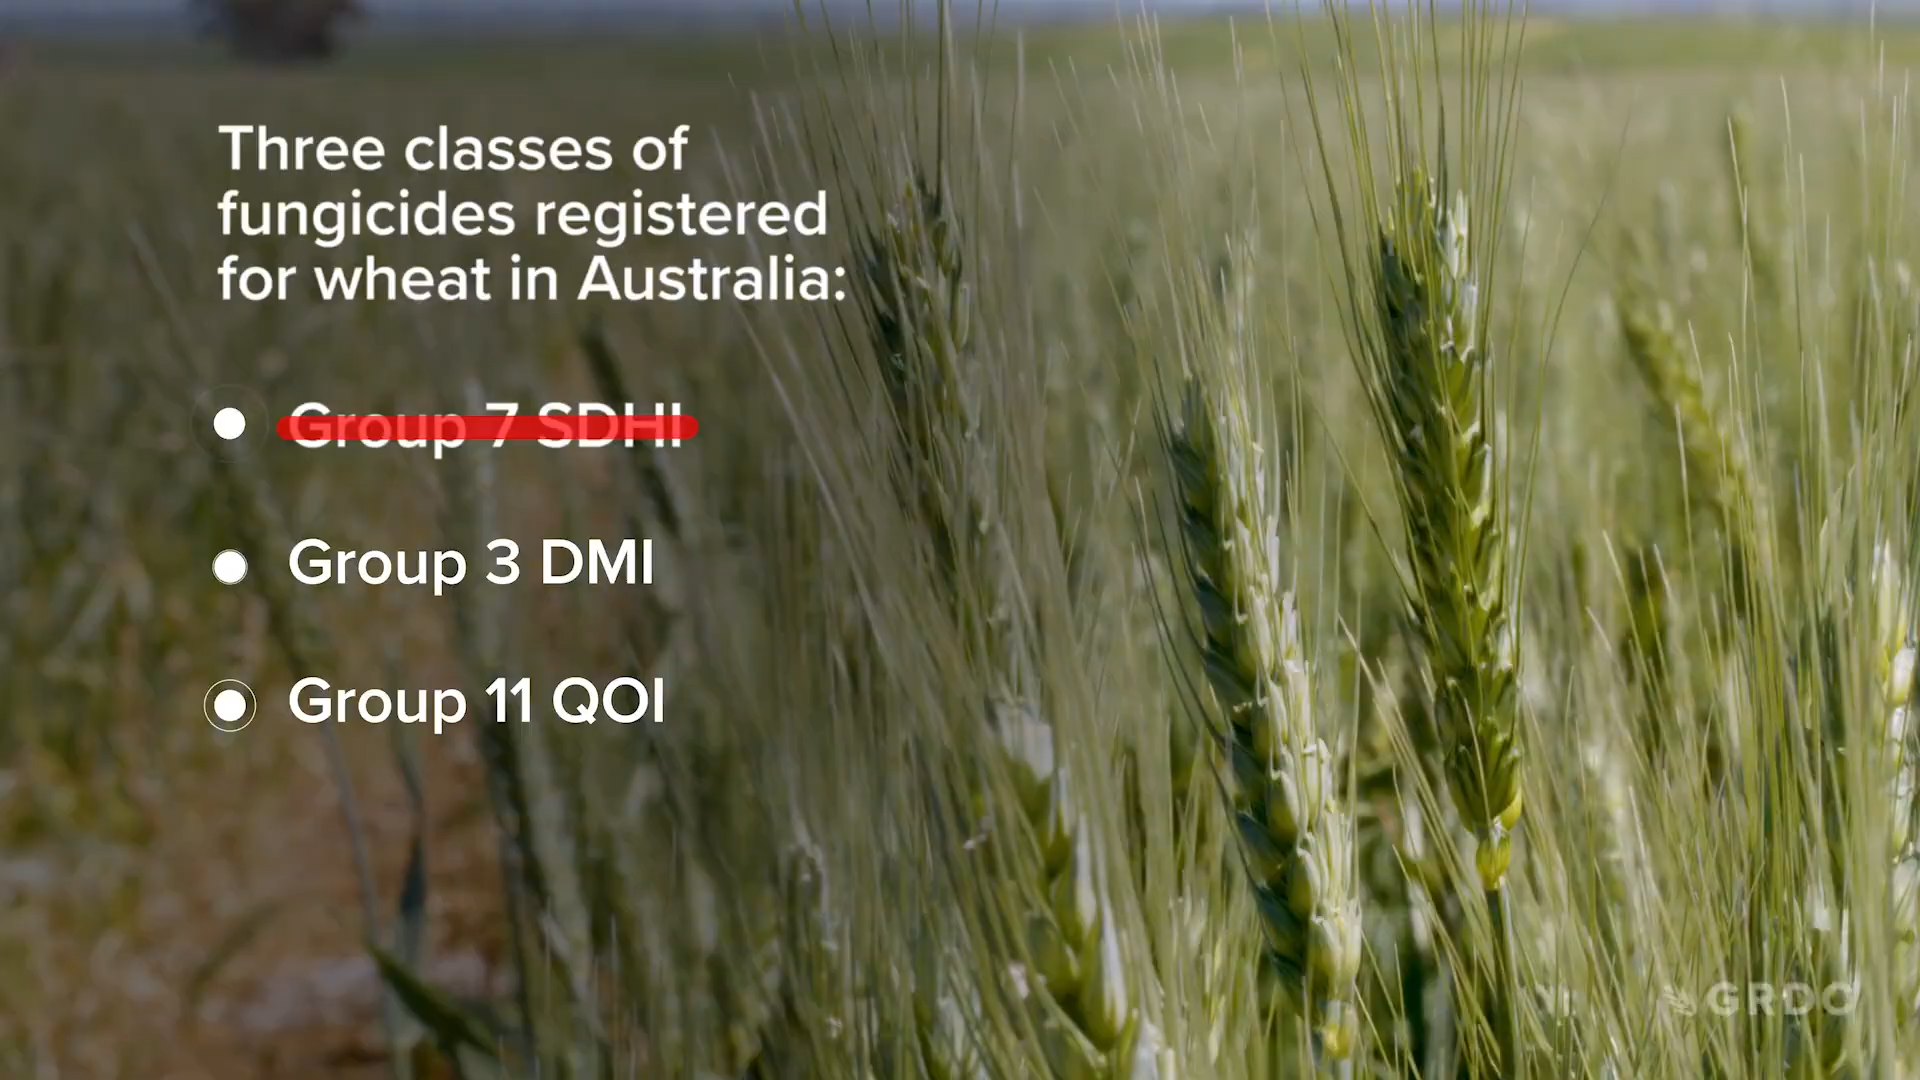 Three classes of
fungicides registered
for wheat in Australia:
Group 7 SDHI
Group 3 DMI
Group 11 QOI
GRDC